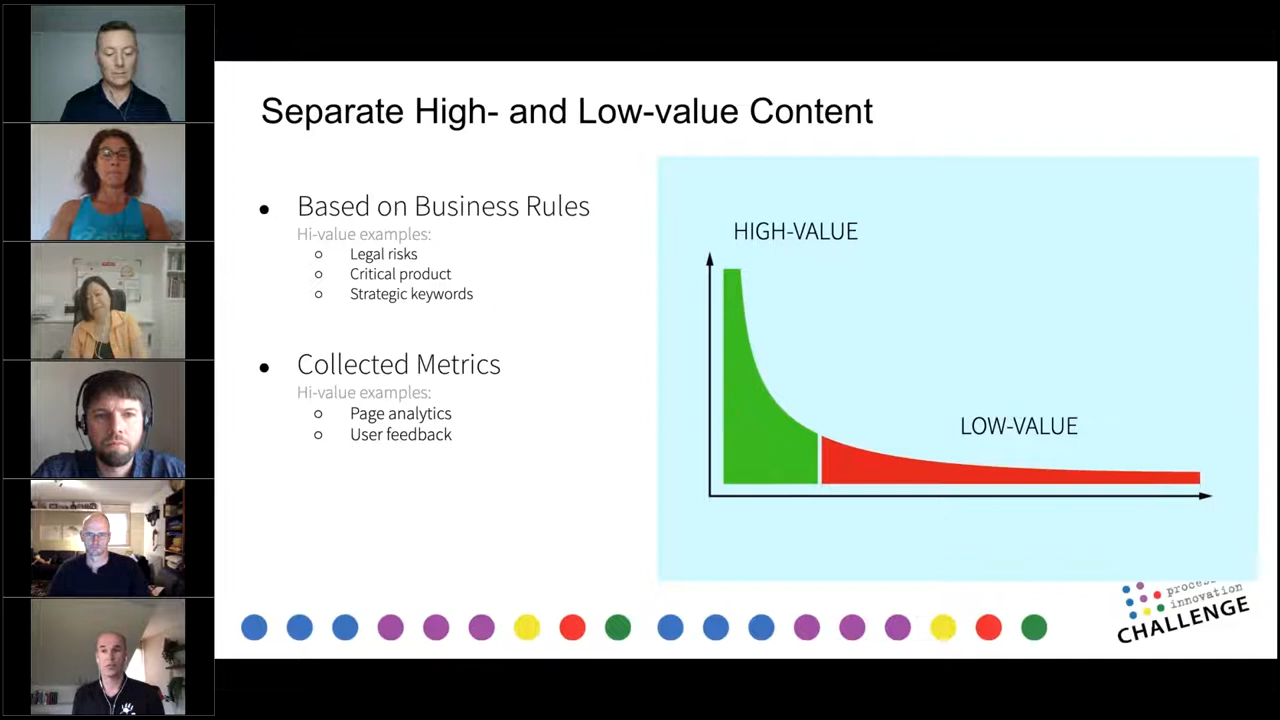 Separate High- and Low-value Content
● Based on Business Rules
Hi-value examples:
○ Legal risks
○ Critical product
○ Strategic keywords
● Collected Metrics
Hi-value examples:
○ Page analytics
○ User feedback
HIGH-VALUE
LOW-VALUE
innovation
CHALLENGE